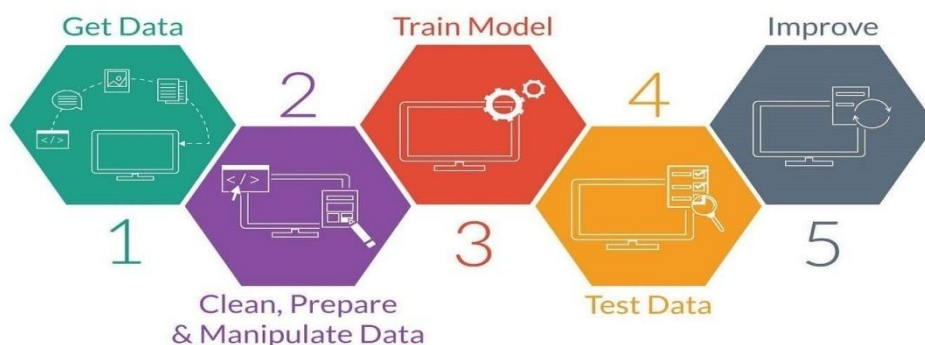 Get Data
</>
1
2
</>
Clean, Prepare
& Manipulate Data
Train Model
3
4
Test Data
Improve
5